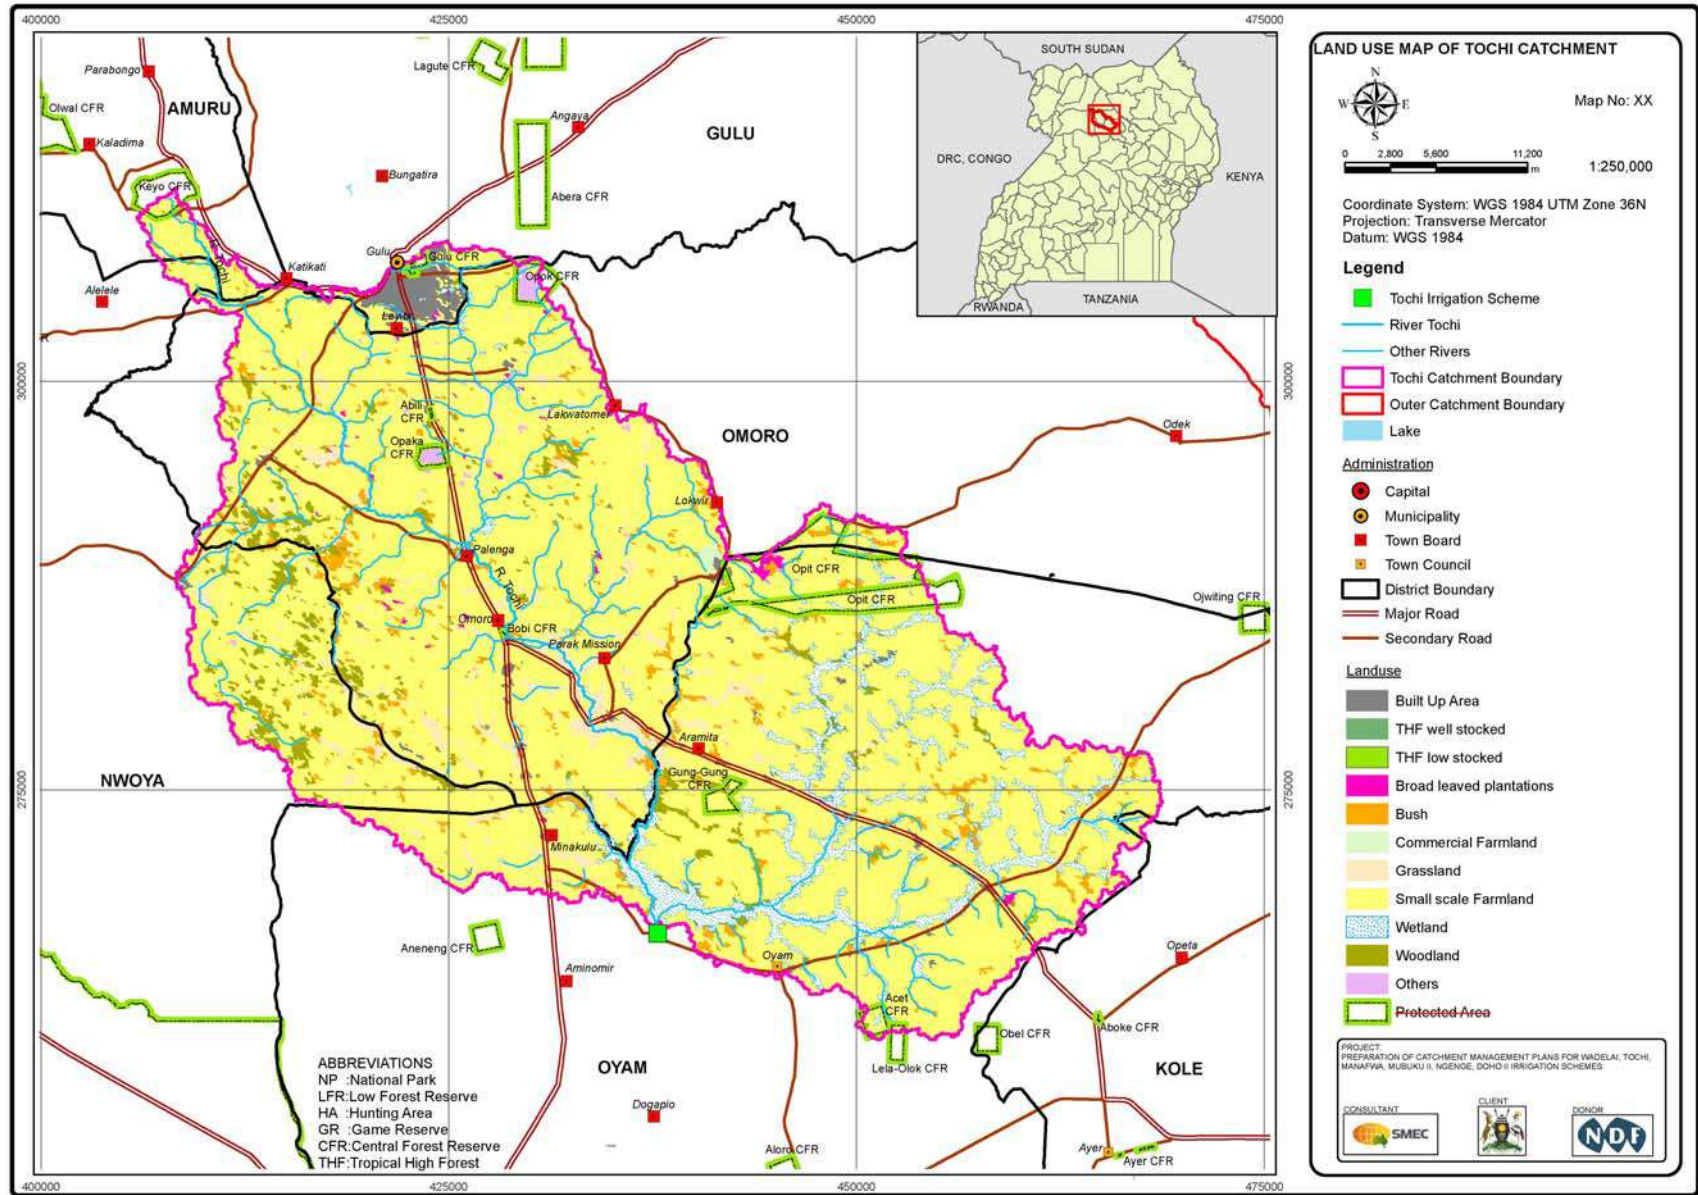 400000
425000
450000
475000
Parabongo
AMURU
Olwal CFR
Kaladima
Keyo CFR
Lagute CFR
Angaya
GULU
Bungatira
Abera CFR
SOUTH SUDAN
DRC, CONGO
KENYA
TANZANIA
RWANDA
R. Tochi
Katikati
Alelele
Gulu
Gulu CFR
Opok CFR
300000
300000
Abili
CFR
Opaka
CFR
Lakwatomer
OMORO
Odek
Lokwir
Palenga
R. Tochi
Opit CFR
Opit CFR
Ojwiting CFR
Omoro
Bobi CFR
Perak Mission
Aramita
Gung-Gung
CFR
NWOYA
275000
275000
Minakulu
Aneneng CFR
Aminomir
Oyam
Opeta
Acet
CFR
Lela-Olok CFR
Obel CFR
Aboke CFR
OYAM
KOLE
Dogapio
Aloro CFR
Ayer
Ayer CFR
ABBREVIATIONS
NP :National Park
LFR:Low Forest Reserve
HA :Hunting Area
GR :Game Reserve
CFR:Central Forest Reserve
THF:Tropical High Forest
400000
425000
450000
475000
LAND USE MAP OF TOCHI CATCHMENT
N
W E
S
Map No: XX
0 2,800 5,600 11,200
m
1:250,000
Coordinate System: WGS 1984 UTM Zone 36N
Projection: Transverse Mercator
Datum: WGS 1984
Legend
Tochi Irrigation Scheme
River Tochi
Other Rivers
Tochi Catchment Boundary
Outer Catchment Boundary
Lake
Administration
Capital
Municipality
Town Board
Town Council
District Boundary
Major Road
Secondary Road
Landuse
Built Up Area
THF well stocked
THF low stocked
Broad leaved plantations
Bush
Commercial Farmland
Grassland
Small scale Farmland
Wetland
Woodland
Others
Protected Area
PROJECT:
PREPARATION OF CATCHMENT MANAGEMENT PLANS FOR WADELAI, TOCHI,
MANAFWA, MUBUKU II, NGENGE, DOHO II IRRIGATION SCHEMES
CONSULTANT
SMEC
CLIENT
DONOR
NDF